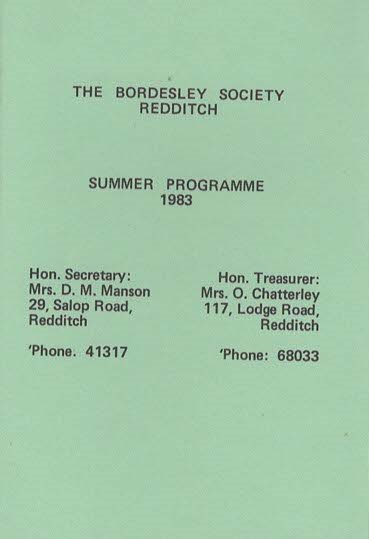 THE BORDESLEY SOCIETY
REDDITCH
SUMMER PROGRAMME
1983
Hon. Secretary:
Mrs. D. M. Manson
29, Salop Road,
Redditch
'Phone. 41317
Hon. Treasurer:
Mrs. O. Chatterley
117, Lodge Road,
Redditch
'Phone: 68033